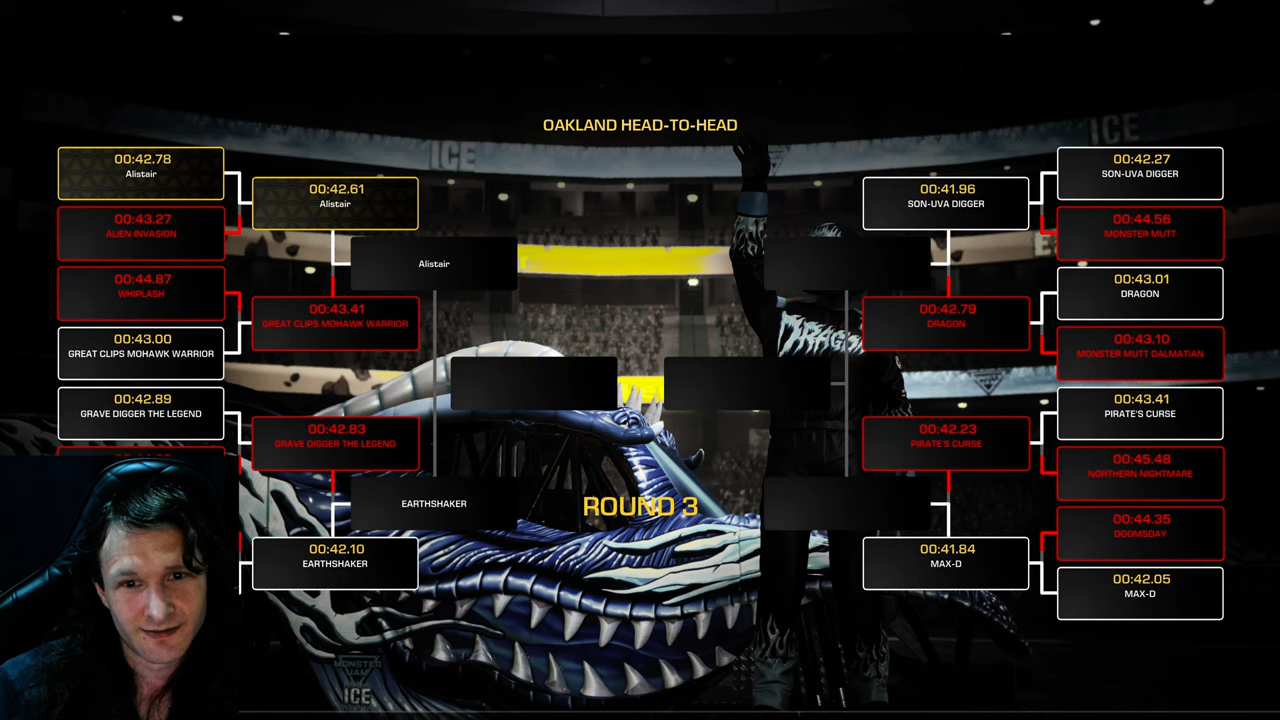 ICE
ICE
OAKLAND HEAD-TO-HEAD
00:42.78
Alistair
00:43.27
ALIEN INVASION
00:44.87
WHIPLASH
00:43.00
GREAT CLIPS MOHAWK WARRIOR
00:42.89
GRAVE DIGGER THE LEGEND
00:42.61
Alistair
00:43.41
GREAT CLIPS MOHAWK WARRIOR
00:42.83
GRAVE DIGGER THE LEGEND
00:42.10
EARTHSHAKER
Alistair
EARTHSHAKER
ROUND 3
00:41.96
SON-UVA DIGGER
00:42.79
DRAGON
00:42.23
PIRATE'S CURSE
00:41.84
MAX-D
00:42.27
SON-UVA DIGGER
00:44.56
MONSTER MUTT
00:43.01
DRAGON
00:43.10
MONSTER MUTT DALMATIAN
00:43.41
PIRATE'S CURSE
00:45.48
NORTHERN NIGHTMARE
00:44.35
DOOMSDAY
00:42.05
MAX-D
MONSTER
JAM
ICE